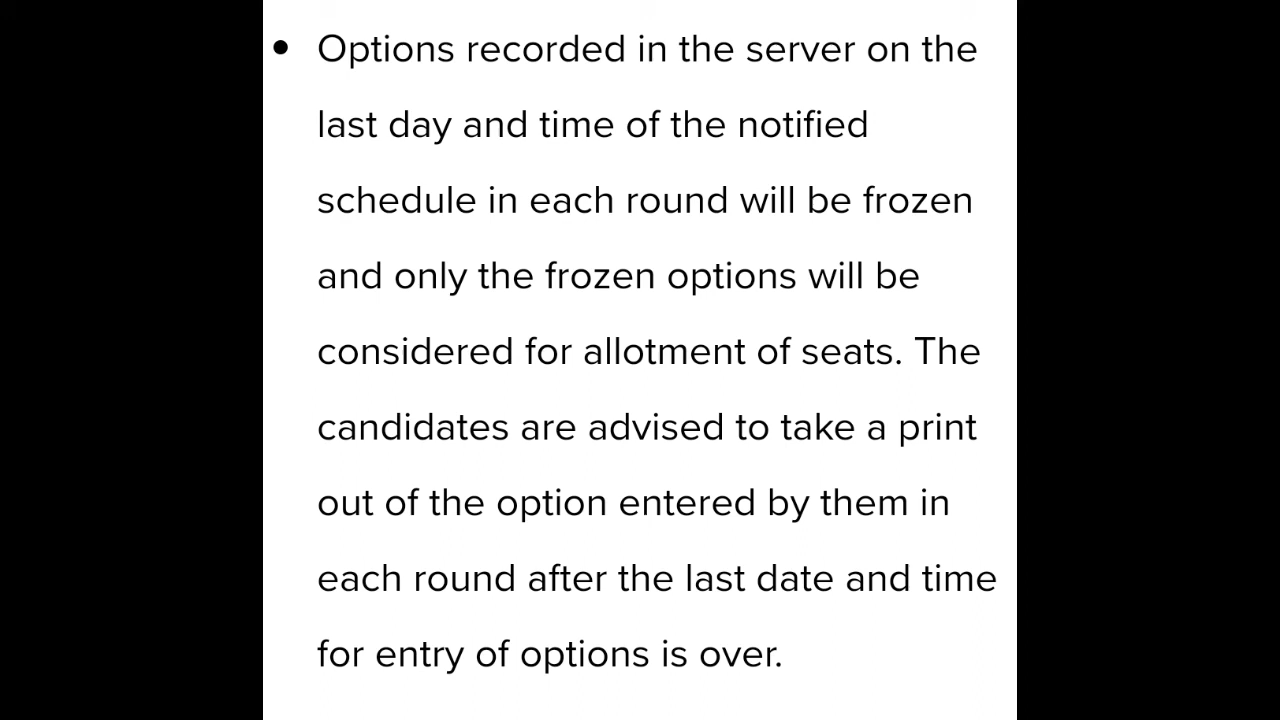 • Options recorded in the server on the
last day and time of the notified
schedule in each round will be frozen
and only the frozen options will be
considered for allotment of seats. The
candidates are advised to take a print
out of the option entered by them in
each round after the last date and time
for entry of options is over.